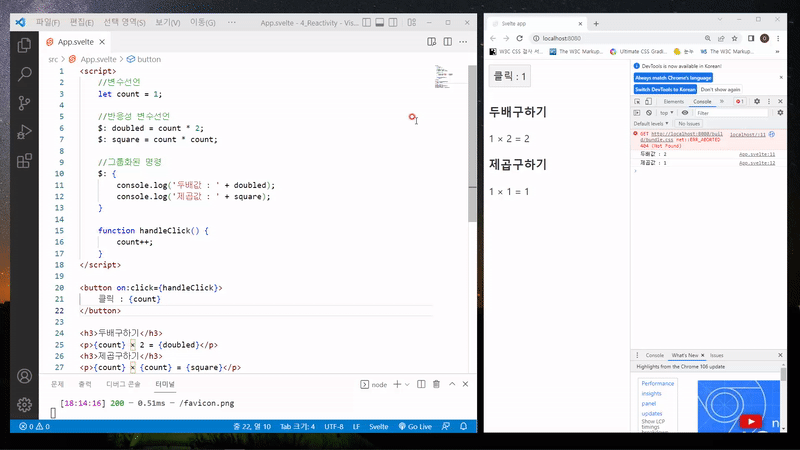 파일(F) 편집(E) 선택 영역(S) 보기(V) 이동(G) ··· App.svelte - 4_Reactivity - Vis...
App.svelte
src > App.svelte > button
1 <script>
2 //변수선언
3 let count = 1;
4
5 //반응성 변수선언
6 $: doubled = count * 2;
7 $: square = count * count;
8
9 //그룹화된 명령
10 $: {
11 console.log('두배값 : ' + doubled);
12 console.log('제곱값 : ' + square);
13 }
14
15 function handleClick() {
16 count++;
17 }
18 </script>
19
20 <button on:click={handleClick}>
21 클릭 : {count}
22 </button>
23
24 <h3>두배구하기</h3>
25 <p>{count} × 2 = {doubled}</p>
26 <h3>제곱구하기</h3>
27 <p>{count} × {count} = {square}</p>
문제 출력 디버그 콘솔 터미널 node
[18:14:16] 200 ─ 0.51ms ─ /favicon.png
0 0 줄 22, 열 10 탭 크기: 4 UTF-8 LF Svelte Go Live
Svelte app
localhost:8080
W3C CSS 검사 서... The W3C Markup... Ultimate CSS Gradi... 눈누 The W3C Markup...
클릭 : 1
두배구하기
1 × 2 = 2
제곱구하기
1 × 1 = 1
DevTools is now available in Korean!
Always match Chrome's language
Switch DevTools to Korean Don't show again
Elements Console » 1
top Filter
Default levels No Issues
GET http://localhost:8080/buil localhost/:11
d/bundle.css net::ERR_ABORTED
404 (Not Found)
두배값 : 2 App.svelte:11
제곱값 : 1 App.svelte:12
Console What's New Issues
Highlights from the Chrome 106 update
Performance
insights
panel
updates
Show LCP
timings